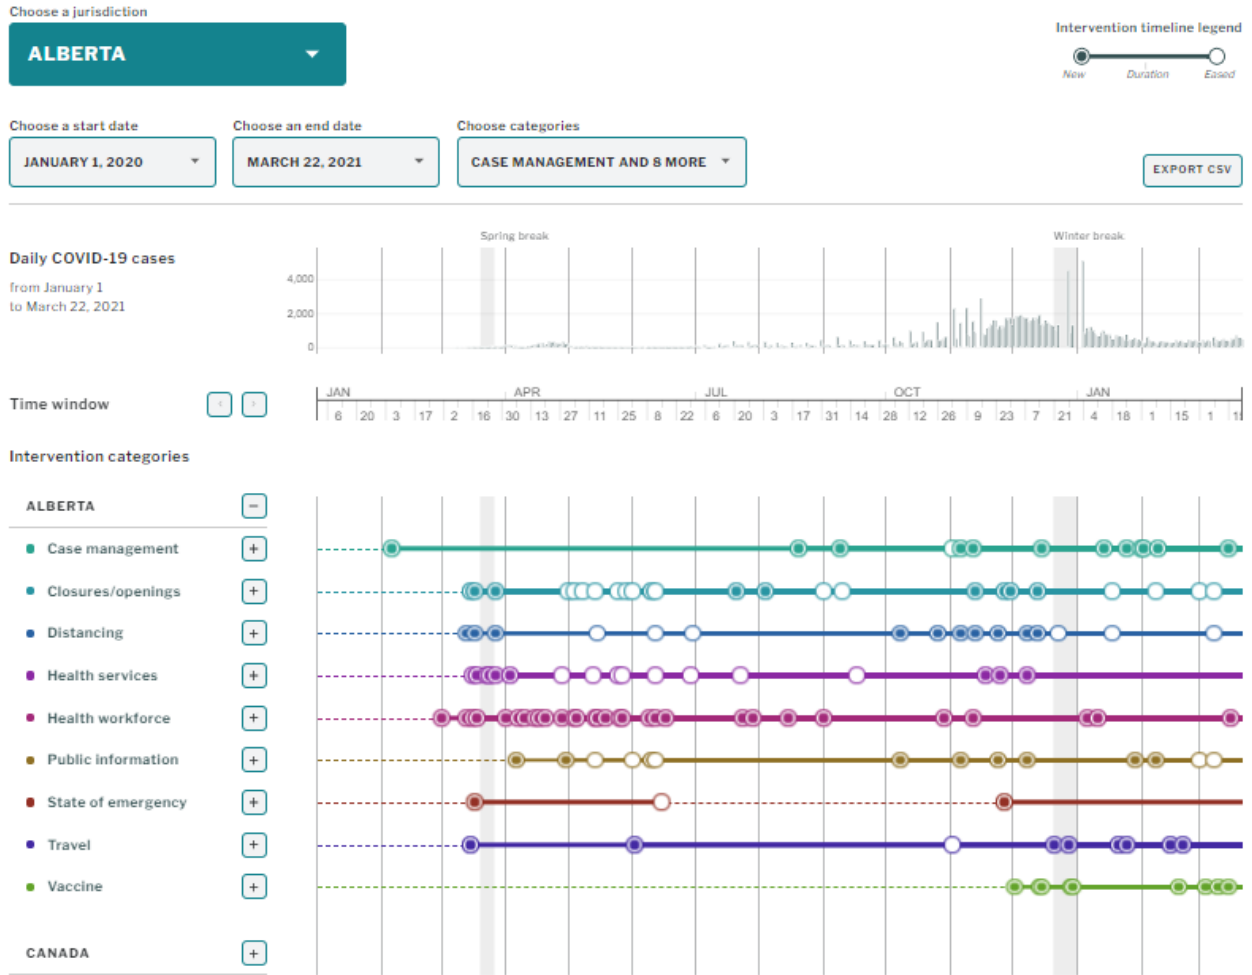 Choose a jurisdiction
ALBERTA
Intervention timeline legend
New Duration Eased
Choose a start date Choose an end date Choose categories
JANUARY 1, 2020 MARCH 22, 2021 CASE MANAGEMENT AND 8 MORE
EXPORT CSV
Spring break Winter break
Daily COVID-19 cases
from January 1
to March 22, 2021
4,000
2,000
0
Time window
‹ ›
JAN APR JUL OCT JAN
6 20 3 17 2 16 30 13 27 11 25 8 22 6 20 3 17 31 14 28 12 26 9 23 7 21 4 18 1 15 1
Intervention categories
ALBERTA −
Case management +
Closures/openings +
Distancing +
Health services +
Health workforce +
Public information +
State of emergency +
Travel +
Vaccine +
CANADA +